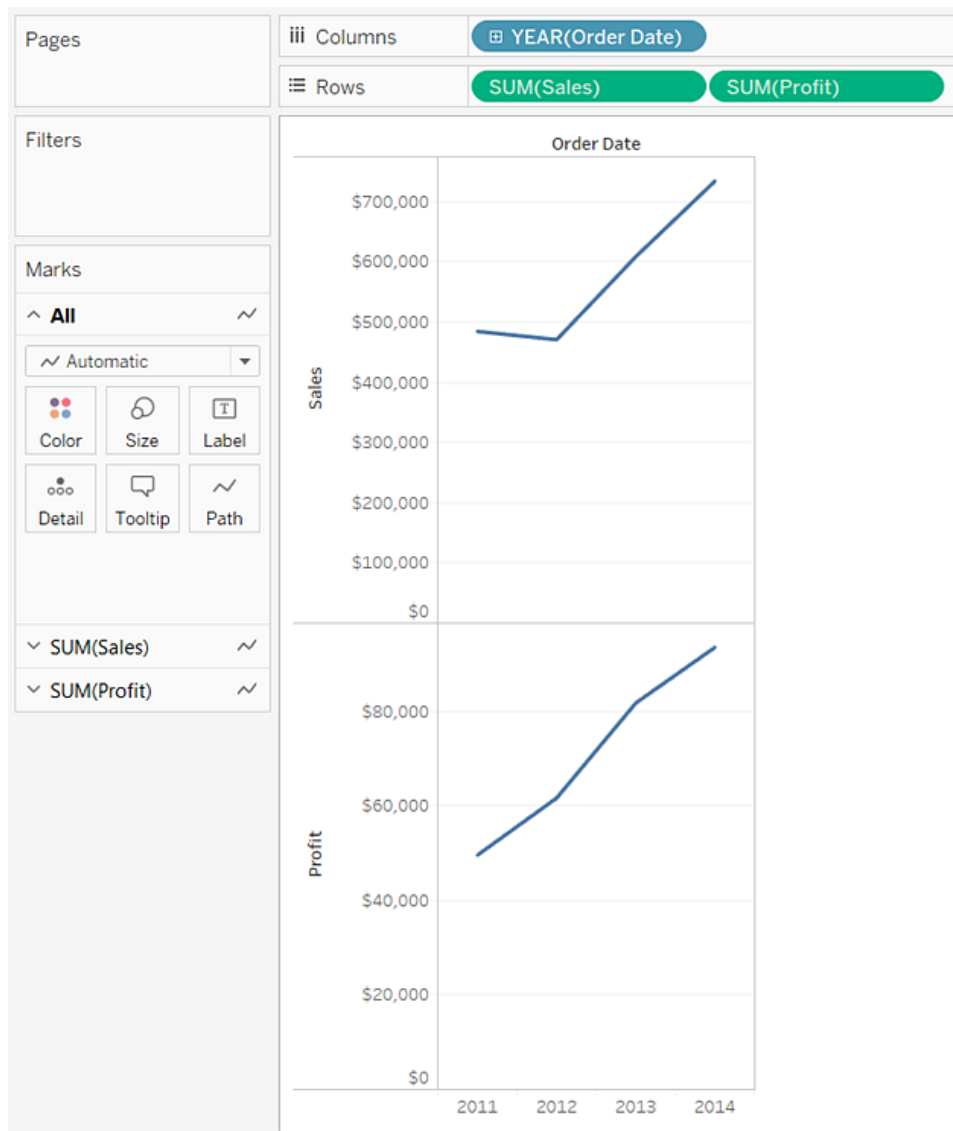 Pages
Columns
YEAR(Order Date)
Rows
SUM(Sales)
SUM(Profit)
Filters
Marks
All
Automatic
Color
Size
Label
Detail
Tooltip
Path
SUM(Sales)
SUM(Profit)
Order Date
Sales
$700,000
$600,000
$500,000
$400,000
$300,000
$200,000
$100,000
$0
Profit
$80,000
$60,000
$40,000
$20,000
$0
2011 2012 2013 2014